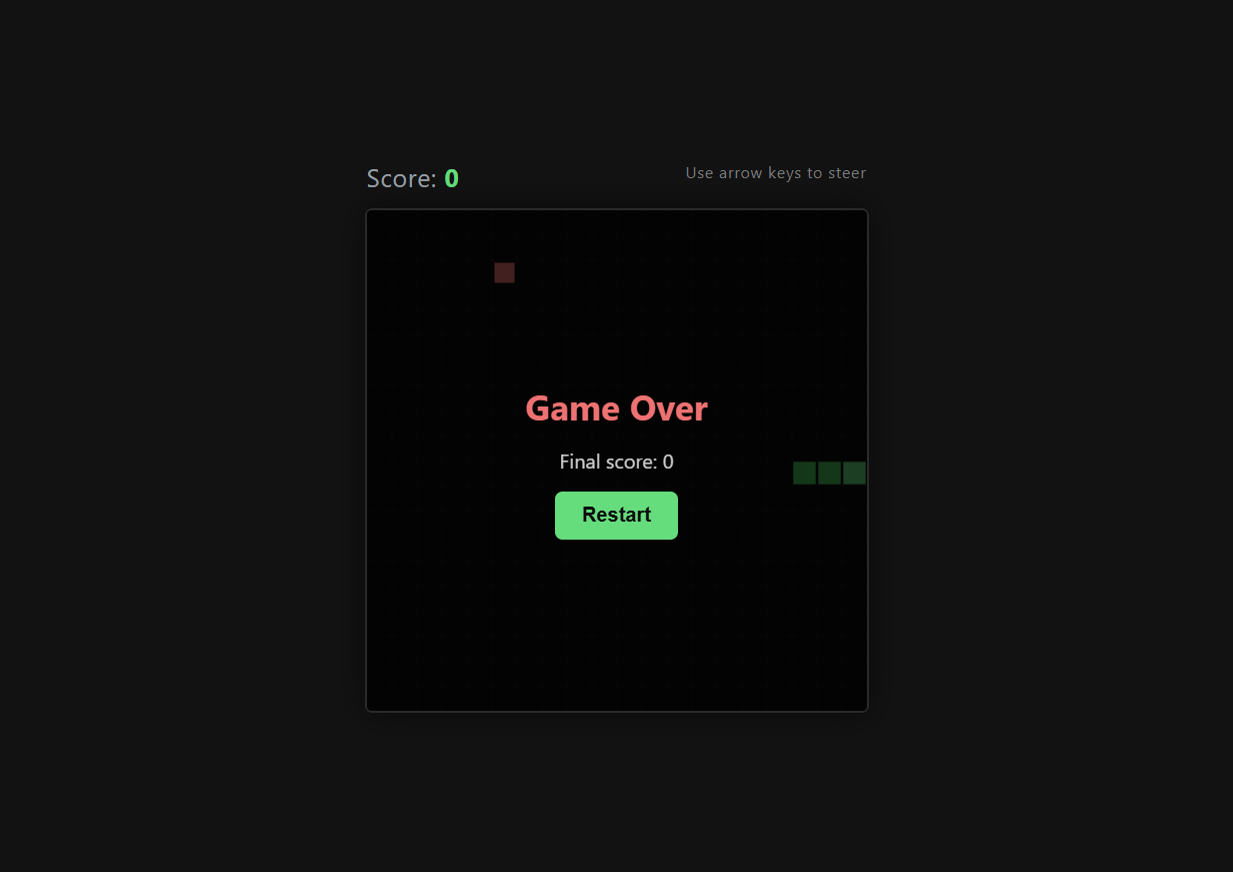 Score: 0
Use arrow keys to steer
Game Over
Final score: 0
Restart